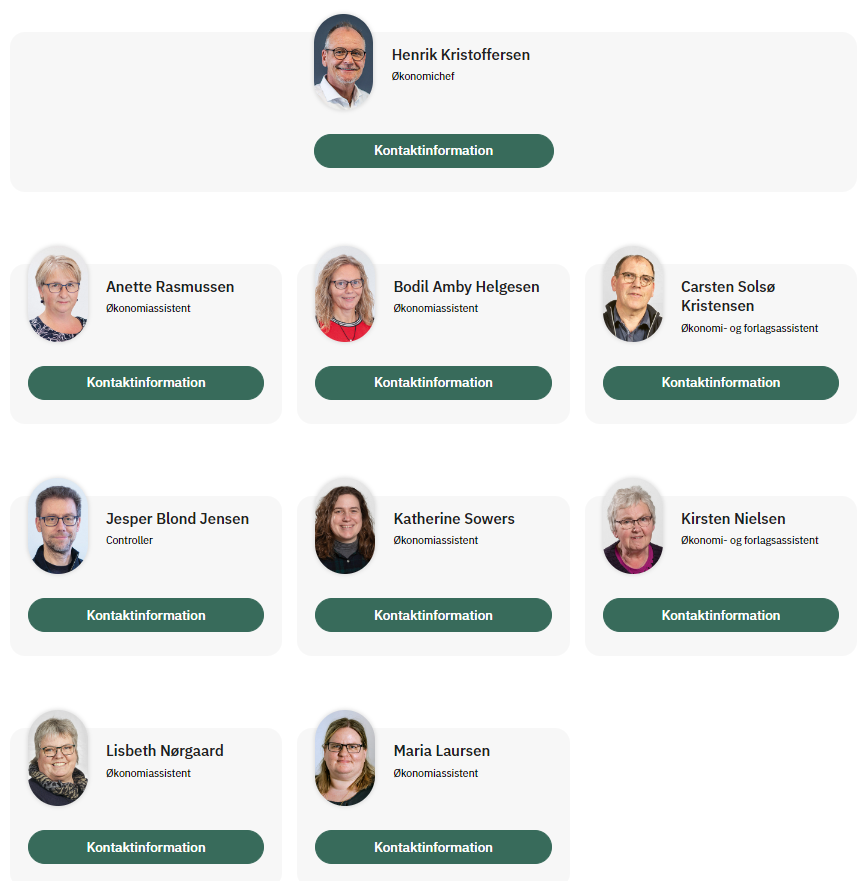 Henrik Kristoffersen
Økonomichef
Kontaktinformation
Anette Rasmussen
Økonomiassistent
Kontaktinformation
Bodil Amby Helgesen
Økonomiassistent
Kontaktinformation
Carsten Solsø
Kristensen
Økonomi- og forlagsassistent
Kontaktinformation
Jesper Blond Jensen
Controller
Kontaktinformation
Katherine Sowers
Økonomiassistent
Kontaktinformation
Kirsten Nielsen
Økonomi- og forlagsassistent
Kontaktinformation
Lisbeth Nørgaard
Økonomiassistent
Kontaktinformation
Maria Laursen
Økonomiassistent
Kontaktinformation